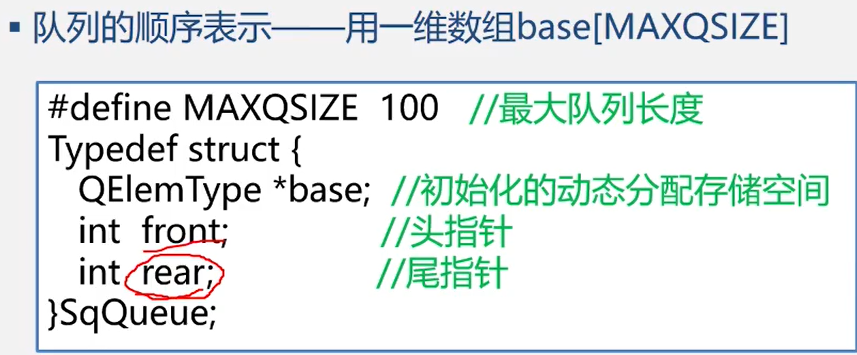 ▪ 队列的顺序表示——用一维数组base[MAXQSIZE]
#define MAXQSIZE 100 //最大队列长度
Typedef struct {
QElemType *base; //初始化的动态分配存储空间
int front; //头指针
int rear; //尾指针
}SqQueue;